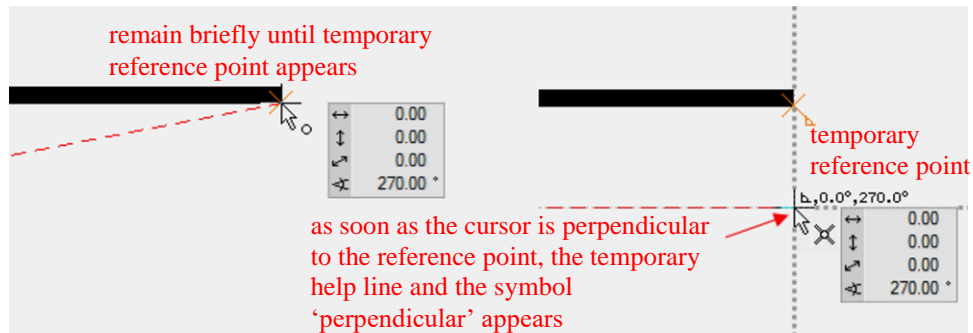 remain briefly until temporary
reference point appears
0.00
0.00
0.00
270.00 °
temporary
reference point
0.0°,270.0°
as soon as the cursor is perpendicular
to the reference point, the temporary
help line and the symbol
‘perpendicular’ appears
0.00
0.00
0.00
270.00 °